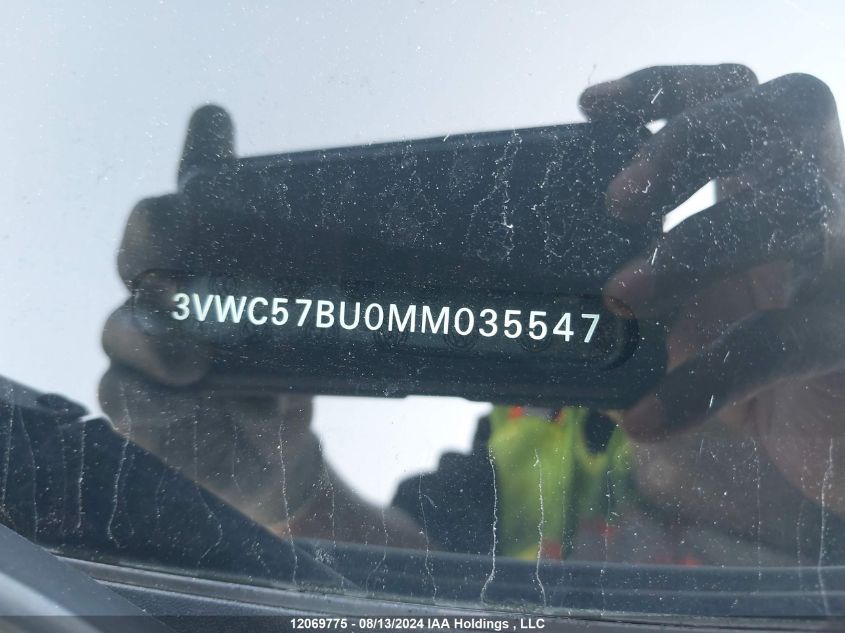 3VWC57BU0MM035547
12069775 - 08/13/2024 IAA Holdings , LLC